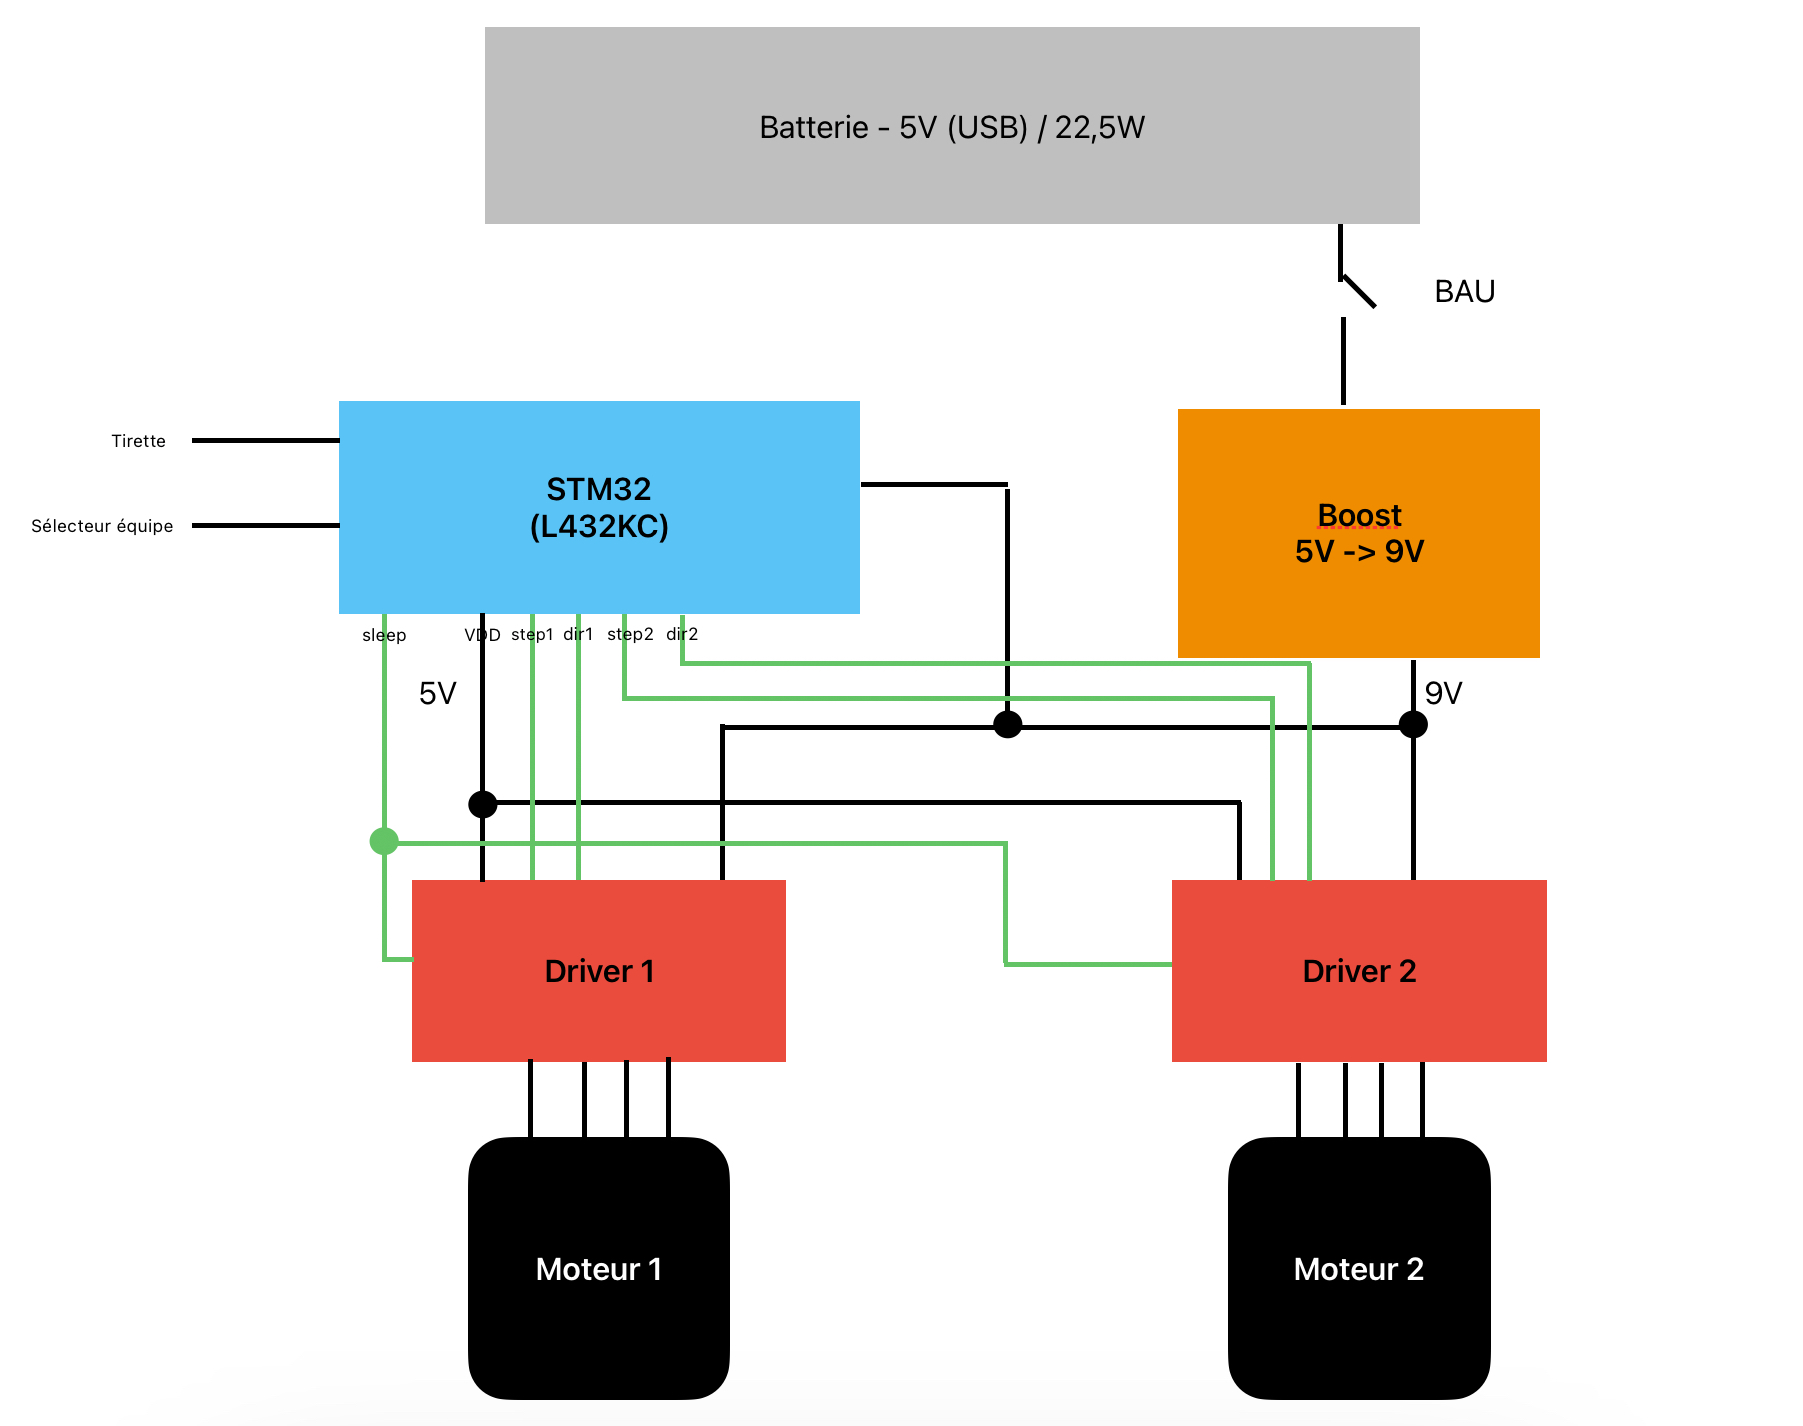 Batterie - 5V (USB) / 22,5W
BAU
Tirette
Sélecteur équipe
STM32
(L432KC)
Boost
5V -> 9V
sleep
VDD
step1
dir1
step2
dir2
5V
9V
Driver 1
Driver 2
Moteur 1
Moteur 2